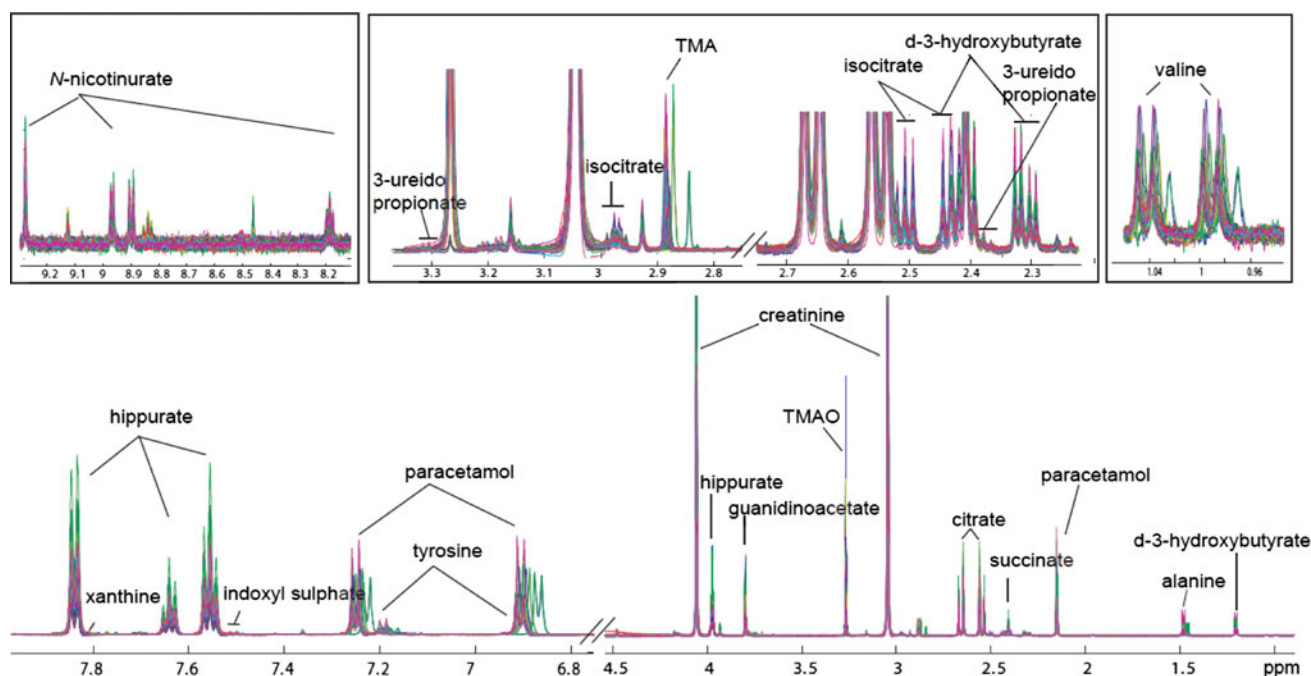 N-nicotinurate
9.2 9.1 9 8.9 8.8 8.7 8.6 8.5 8.4 8.3 8.2
TMA
d-3-hydroxybutyrate
isocitrate
3-ureido
propionate
3-ureido
propionate
isocitrate
3.3 3.2 3.1 3 2.9 2.8 2.7 2.6 2.5 2.4 2.3
valine
1.04 1 0.96
creatinine
hippurate
TMAO
paracetamol
hippurate
paracetamol
guanidinoacetate
tyrosine
citrate
d-3-hydroxybutyrate
succinate
alanine
xanthine
indoxyl sulphate
7.8 7.6 7.4 7.2 7 6.8 4.5 4 3.5 3 2.5 2 1.5 ppm